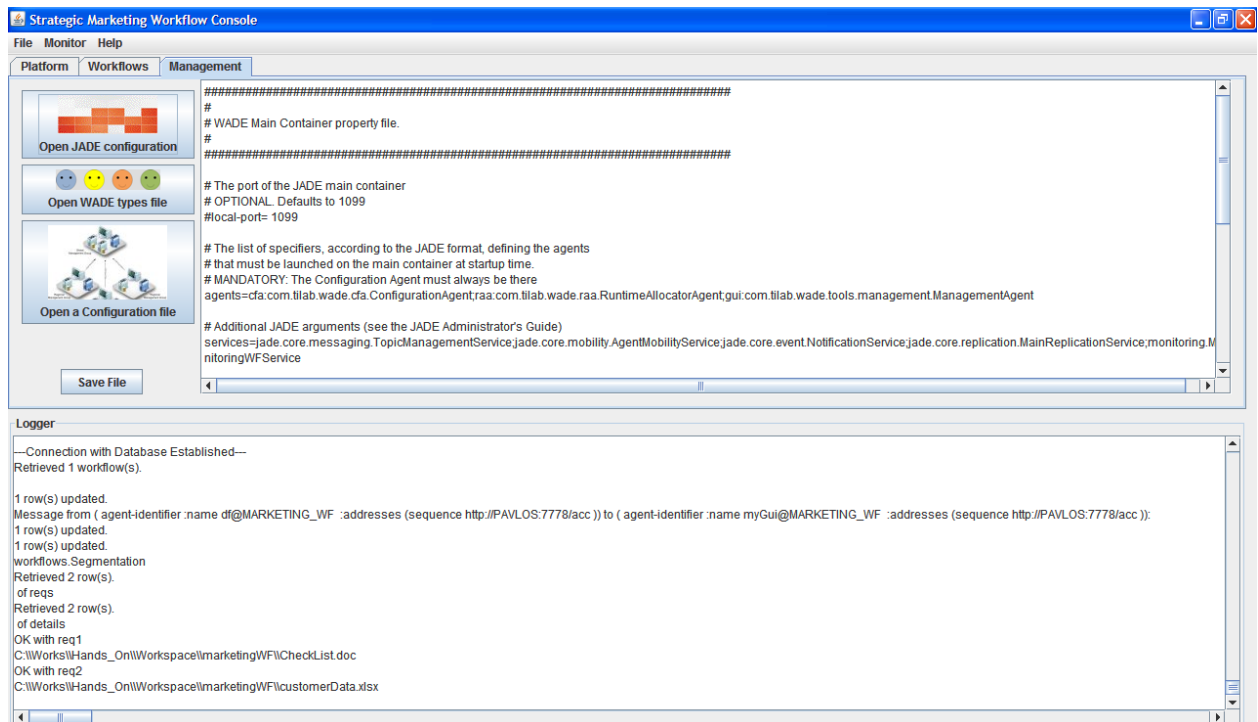 Strategic Marketing Workflow Console
File Monitor Help
Platform Workflows Management
Open JADE configuration
Open WADE types file
Open a Configuration file
Save File
#############################################################################
#
# WADE Main Container property file.
#
#############################################################################
# The port of the JADE main container
# OPTIONAL. Defaults to 1099
#local-port= 1099
# The list of specifiers, according to the JADE format, defining the agents
# that must be launched on the main container at startup time.
# MANDATORY: The Configuration Agent must always be there
agents=cfa:com.tilab.wade.cfa.ConfigurationAgent;raa:com.tilab.wade.raa.RuntimeAllocatorAgent;gui:com.tilab.wade.tools.management.ManagementAgent
# Additional JADE arguments (see the JADE Administrator's Guide)
services=jade.core.messaging.TopicManagementService;jade.core.mobility.AgentMobilityService;jade.core.event.NotificationService;jade.core.replication.MainReplicationService;monitoring.M
nitoringWFService
Logger
---Connection with Database Established---
Retrieved 1 workflow(s).
1 row(s) updated.
Message from ( agent-identifier :name df@MARKETING_WF :addresses (sequence http://PAVLOS:7778/acc )) to ( agent-identifier :name myGui@MARKETING_WF :addresses (sequence http://PAVLOS:7778/acc )):
1 row(s) updated.
1 row(s) updated.
workflows.Segmentation
Retrieved 2 row(s).
of reqs
Retrieved 2 row(s).
of details
OK with req1
C:\\Works\\Hands_On\\Workspace\\marketingWF\\CheckList.doc
OK with req2
C:\\Works\\Hands_On\\Workspace\\marketingWF\\customerData.xlsx